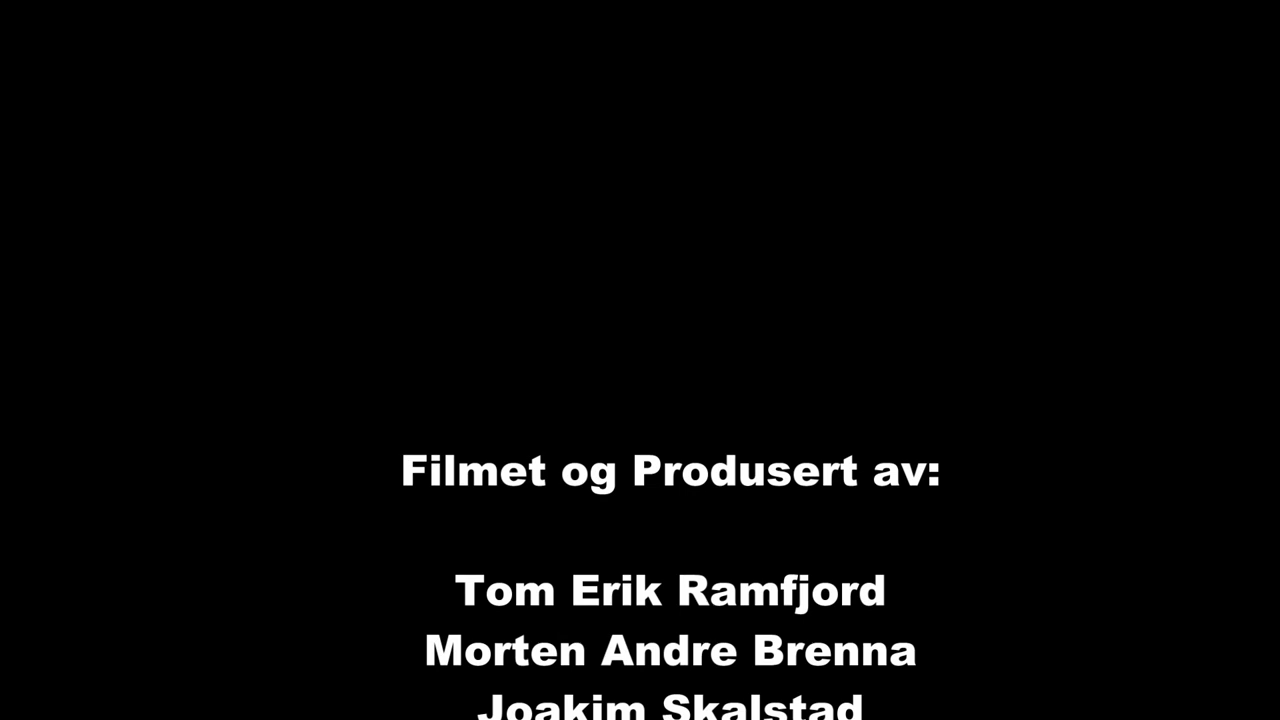 Filmet og Produsert av:
Tom Erik Ramfjord
Morten Andre Brenna
Joakim Skalstad